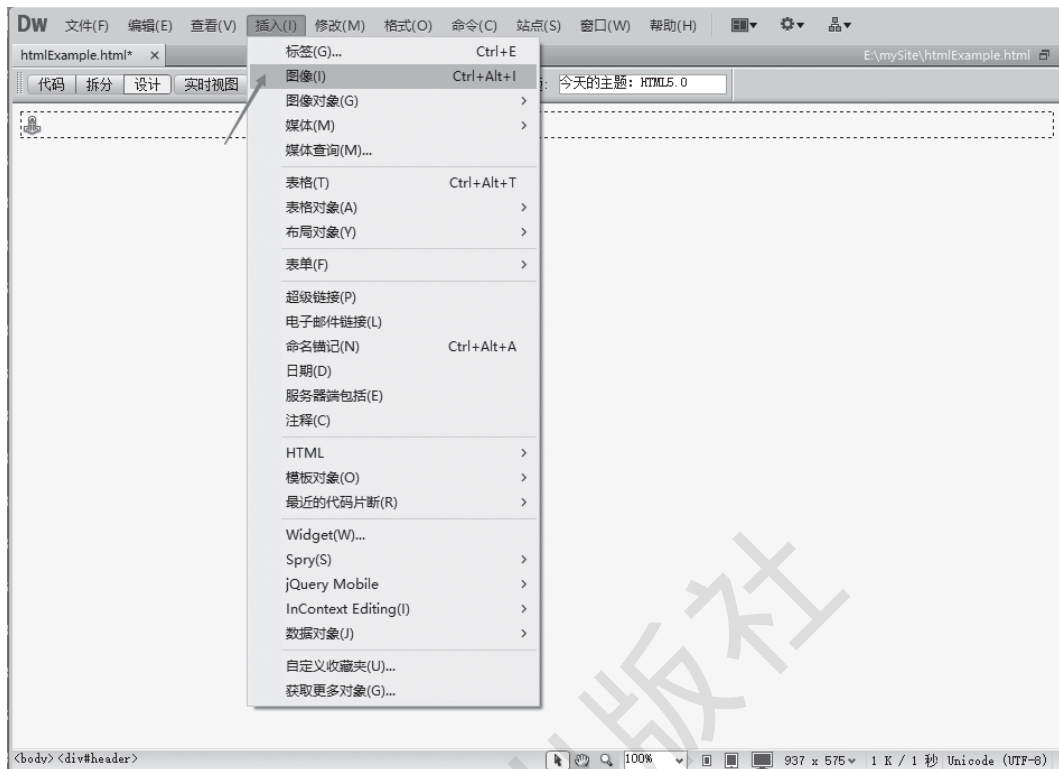 DW 文件(F) 编辑(E) 查看(V) 插入(I) 修改(M) 格式(O) 命令(C) 站点(S) 窗口(W) 帮助(H)
htmlExample.html* × E:\mySite\htmlExample.html
代码 拆分 设计 实时视图 今天的主题: HTML5.0
标签(G)... Ctrl+E
图像(I) Ctrl+Alt+I
图像对象(G)
媒体(M)
媒体查询(M)...
表格(T) Ctrl+Alt+T
表格对象(A)
布局对象(Y)
表单(F)
超级链接(P)
电子邮件链接(L)
命名锚记(N) Ctrl+Alt+A
日期(D)
服务器端包括(E)
注释(C)
HTML
模板对象(O)
最近的代码片断(R)
Widget(W)...
Spry(S)
jQuery Mobile
InContext Editing(I)
数据对象(J)
自定义收藏夹(U)...
获取更多对象(G)...
<body> <div#header> 100% 937 x 575 1 K / 1 秒 Unicode (UTF-8)
出版社